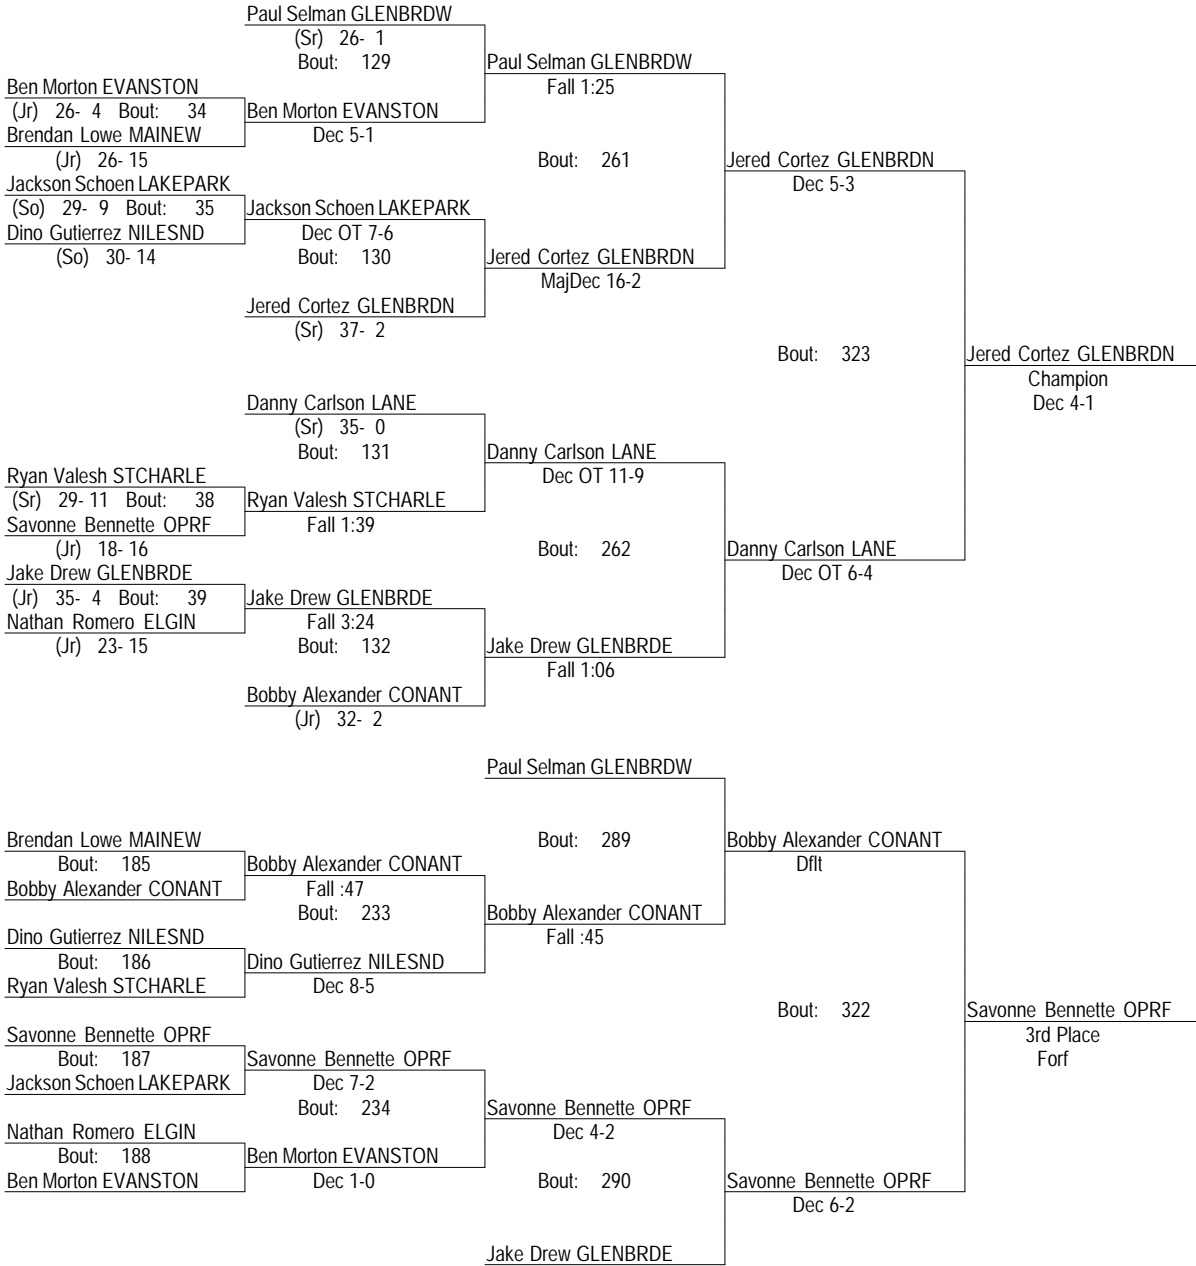 Paul Selman GLENBRDW
(Sr) 26- 1
Bout: 129
Paul Selman GLENBRDW
Fall 1:25
Ben Morton EVANSTON
(Jr) 26- 4 Bout: 34
Ben Morton EVANSTON
Dec 5-1
Brendan Lowe MAINEW
(Jr) 26- 15
Bout: 261
Jered Cortez GLENBRDN
Dec 5-3
Jackson Schoen LAKEPARK
(So) 29- 9 Bout: 35
Jackson Schoen LAKEPARK
Dec OT 7-6
Dino Gutierrez NILESND
(So) 30- 14
Bout: 130
Jered Cortez GLENBRDN
MajDec 16-2
Jered Cortez GLENBRDN
(Sr) 37- 2
Bout: 323
Jered Cortez GLENBRDN
Champion
Dec 4-1
Danny Carlson LANE
(Sr) 35- 0
Bout: 131
Danny Carlson LANE
Dec OT 11-9
Ryan Valesh STCHARLE
(Sr) 29- 11 Bout: 38
Ryan Valesh STCHARLE
Fall 1:39
Savonne Bennette OPRF
(Jr) 18- 16
Bout: 262
Danny Carlson LANE
Dec OT 6-4
Jake Drew GLENBRDE
(Jr) 35- 4 Bout: 39
Jake Drew GLENBRDE
Fall 3:24
Nathan Romero ELGIN
(Jr) 23- 15
Bout: 132
Jake Drew GLENBRDE
Fall 1:06
Bobby Alexander CONANT
(Jr) 32- 2
Paul Selman GLENBRDW
Bout: 289
Bobby Alexander CONANT
Dflt
Brendan Lowe MAINEW
Bout: 185
Bobby Alexander CONANT
Bobby Alexander CONANT
Fall :47
Bout: 233
Bobby Alexander CONANT
Fall :45
Dino Gutierrez NILESND
Bout: 186
Ryan Valesh STCHARLE
Dino Gutierrez NILESND
Dec 8-5
Bout: 322
Savonne Bennette OPRF
3rd Place
Forf
Savonne Bennette OPRF
Bout: 187
Jackson Schoen LAKEPARK
Savonne Bennette OPRF
Dec 7-2
Bout: 234
Savonne Bennette OPRF
Dec 4-2
Nathan Romero ELGIN
Bout: 188
Ben Morton EVANSTON
Ben Morton EVANSTON
Dec 1-0
Bout: 290
Savonne Bennette OPRF
Dec 6-2
Jake Drew GLENBRDE